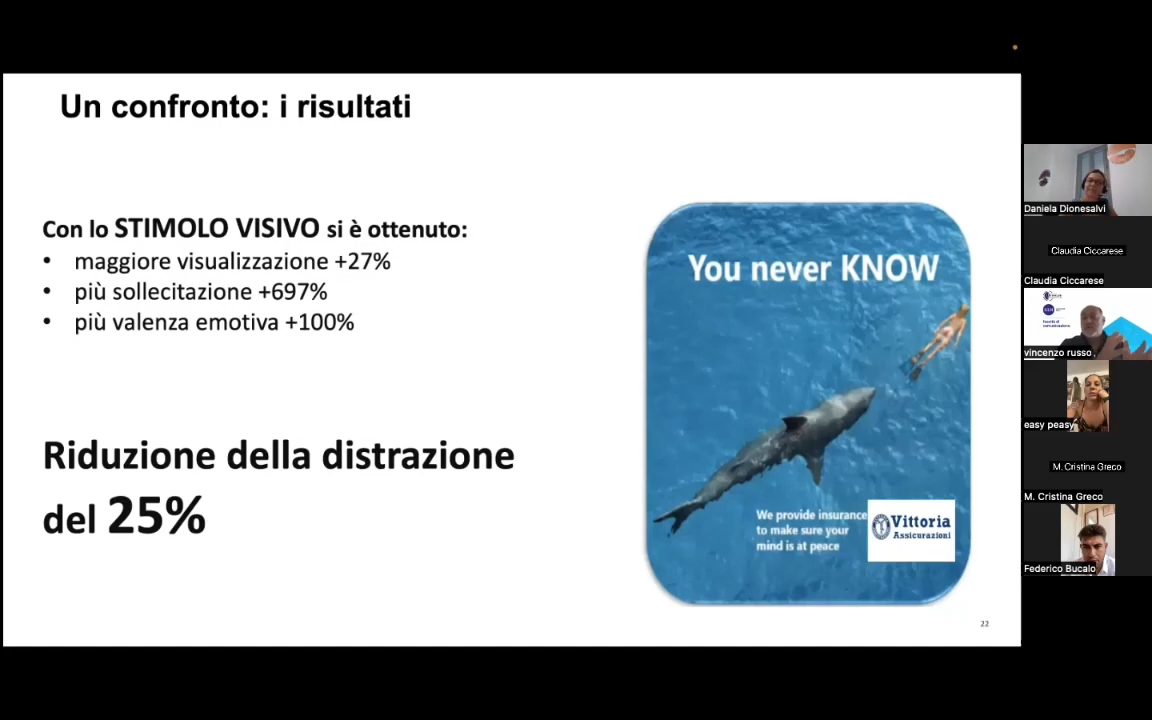 Un confronto: i risultati
Con lo STIMOLO VISIVO si è ottenuto:
• maggiore visualizzazione +27%
• più sollecitazione +697%
• più valenza emotiva +100%
Riduzione della distrazione
del 25%
You never KNOW
We provide insurance
to make sure your
mind is at peace
Vittoria
Assicurazioni
22
Daniela Dionesalvi
Claudia Ciccarese
Claudia Ciccarese
vincenzo russo
easy peasy
M. Cristina Greco
M. Cristina Greco
Federico Bucalo